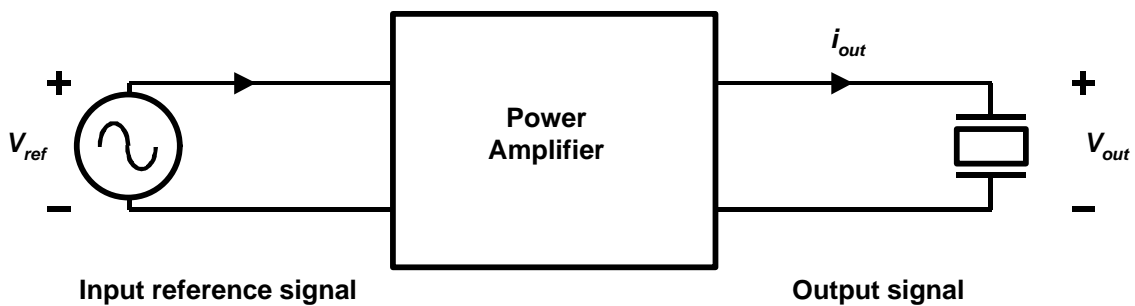 i_out
+
+
Power
Amplifier
V_ref
V_out
−
−
Input reference signal
Output signal